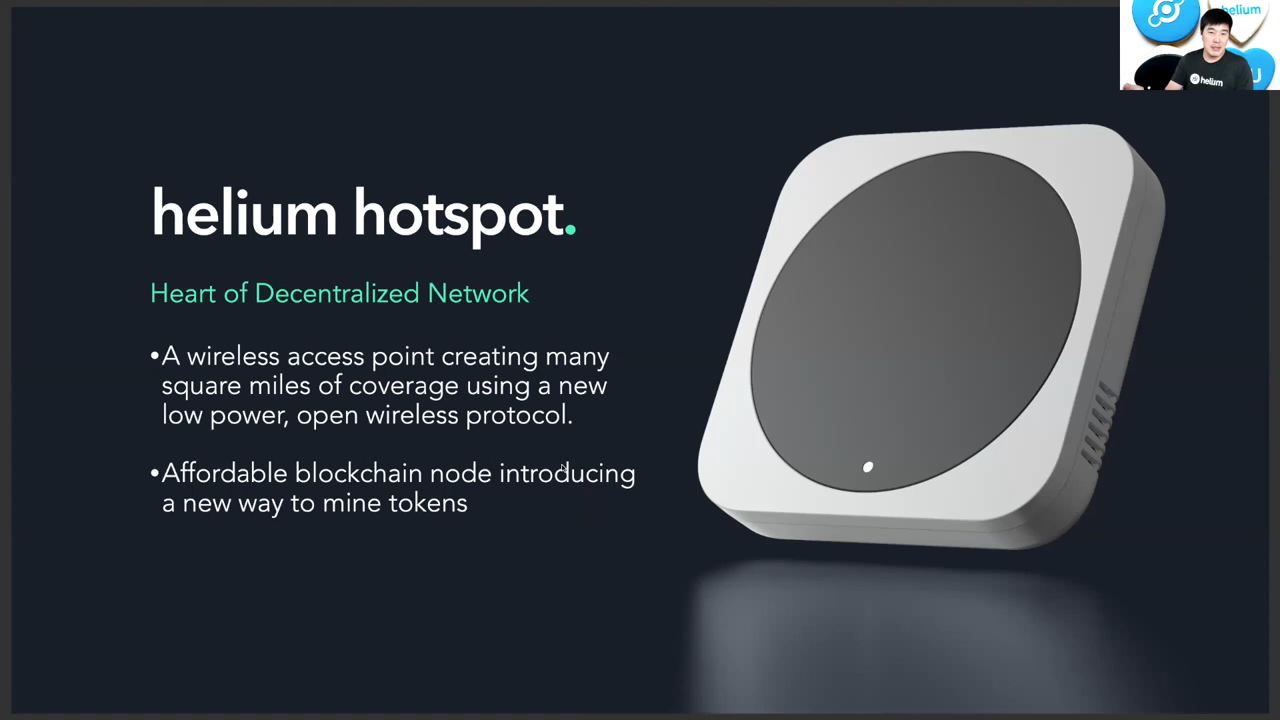 helium hotspot.
Heart of Decentralized Network
•A wireless access point creating many
square miles of coverage using a new
low power, open wireless protocol.
•Affordable blockchain node introducing
a new way to mine tokens
helium
helium